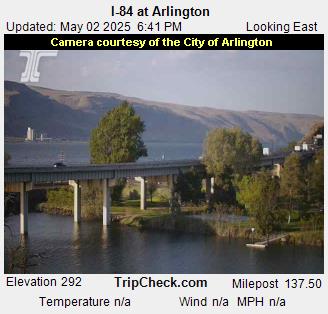 I-84 at Arlington
Updated: May 02 2025 6:41 PM Looking East
Camera courtesy of the City of Arlington
Elevation 292 TripCheck.com Milepost 137.50
Temperature n/a Wind n/a MPH n/a